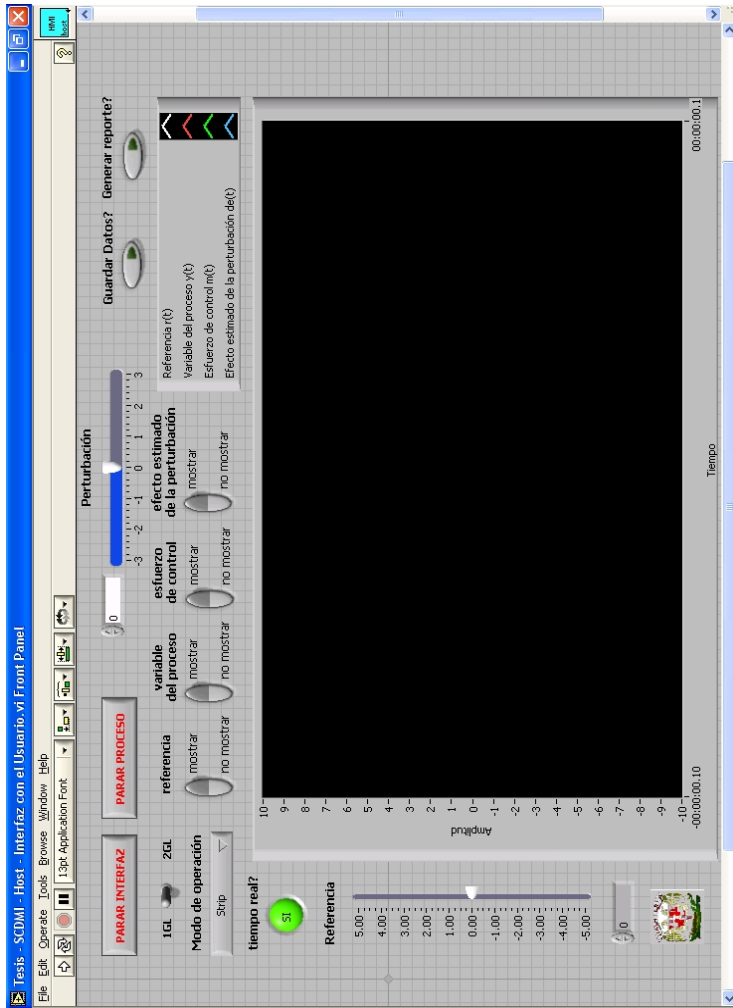 Tesis - SCDMI - Host - Interfaz con el Usuario.vi Front Panel
File Edit Operate Tools Browse Window Help
13pt Application Font
HMI
host
PARAR INTERFAZ
PARAR PROCESO
Perturbación
0
-3 -2 -1 0 1 2 3
Guardar Datos?
Generar reporte?
1GL 2GL
Modo de operación
Strip
referencia
mostrar
no mostrar
variable
del proceso
mostrar
no mostrar
esfuerzo
de control
mostrar
no mostrar
efecto estimado
de la perturbación
mostrar
no mostrar
Referencia r(t)
Variable del proceso y(t)
Esfuerzo de control m(t)
Efecto estimado de la perturbación de(t)
tiempo real?
SI
Referencia
5.00
4.00
3.00
2.00
1.00
0.00
-1.00
-2.00
-3.00
-4.00
-5.00
0
Amplitud
10
9
8
7
6
5
4
3
2
1
0
-1
-2
-3
-4
-5
-6
-7
-8
-9
-10
-00:00:00.10
00:00:00.1
Tiempo